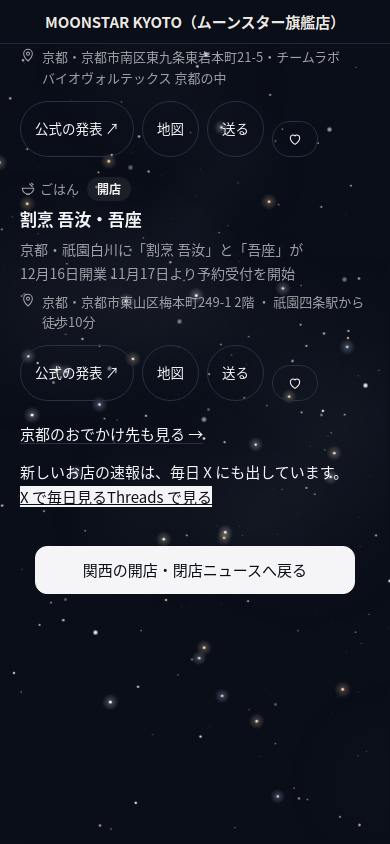 MOONSTAR KYOTO（ムーンスター旗艦店）
京都・京都市南区東九条東岩本町21-5・チームラボ
バイオヴォルテックス 京都の中
公式の発表 ↗ 地図 送る
ごはん 開店
割烹 吾汝・吾座
京都・祇園白川に「割烹 吾汝」と「吾座」が
12月16日開業 11月17日より予約受付を開始
京都・京都市東山区梅本町249-1 2階 ・ 祇園四条駅から
徒歩10分
公式の発表 ↗ 地図 送る
京都のおでかけ先も見る →
新しいお店の速報は、毎日 X にも出しています。
X で毎日見るThreads で見る
関西の開店・閉店ニュースへ戻る